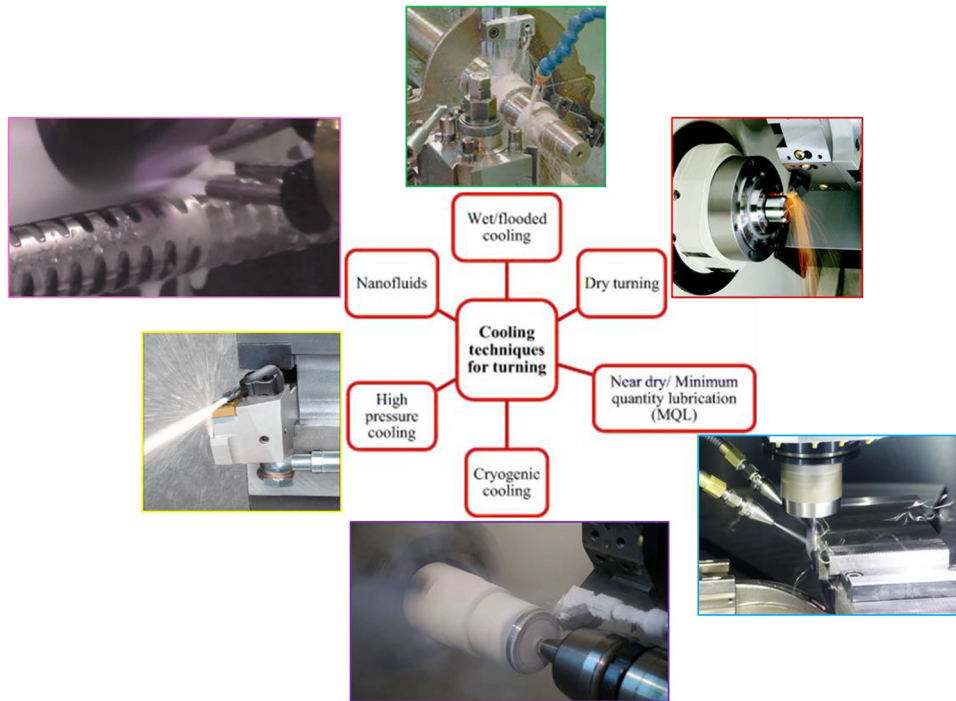 Wet/flooded
cooling
Nanofluids
Dry turning
Cooling
techniques
for turning
Near dry/ Minimum
quantity lubrication
(MQL)
High
pressure
cooling
Cryogenic
cooling